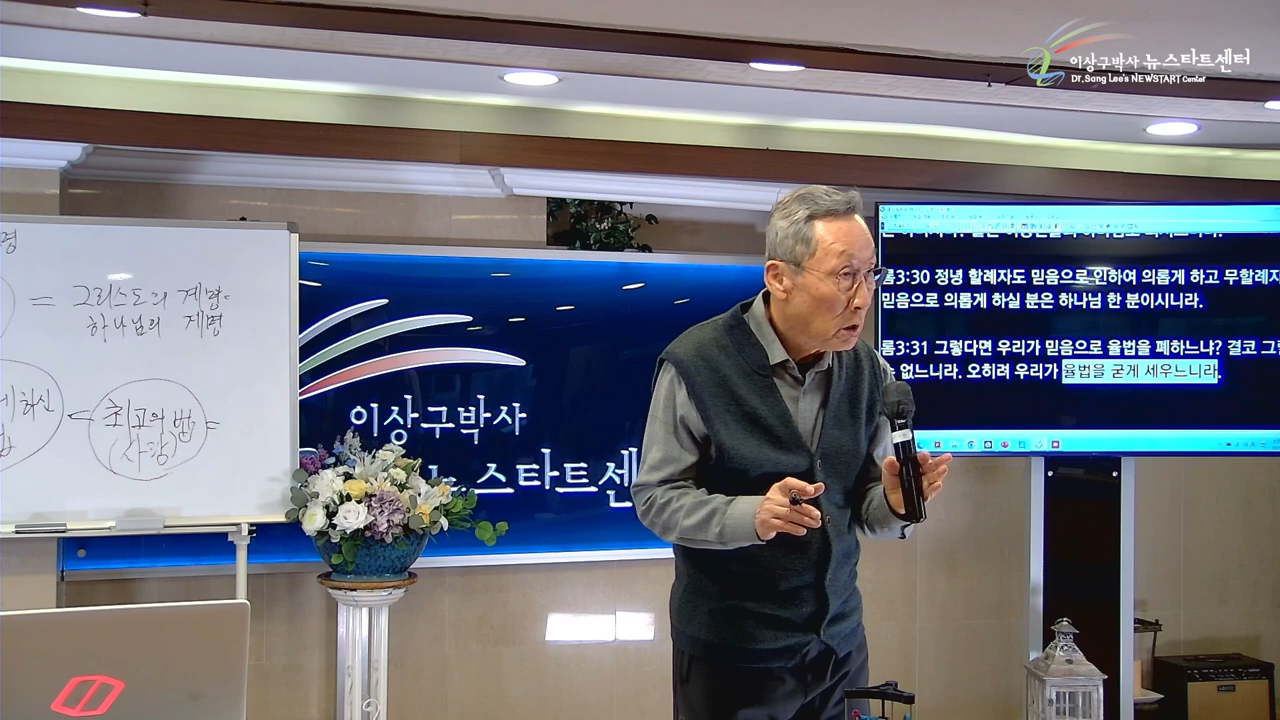 이상구박사 뉴스타트센터
Dr. Sang Lee's NEWSTART Center
명
= 그리스도의 계명=
하나님의 계명
게 하신
법
최고의 법 =
(사랑)
이상구박사
뉴스타트센
롬3:30 정녕 할례자도 믿음으로 인하여 의롭게 하고 무할례자
믿음으로 의롭게 하실 분은 하나님 한 분이시니라.
롬3:31 그렇다면 우리가 믿음으로 율법을 폐하느냐? 결코 그
없느니라. 오히려 우리가 율법을 굳게 세우느니라.